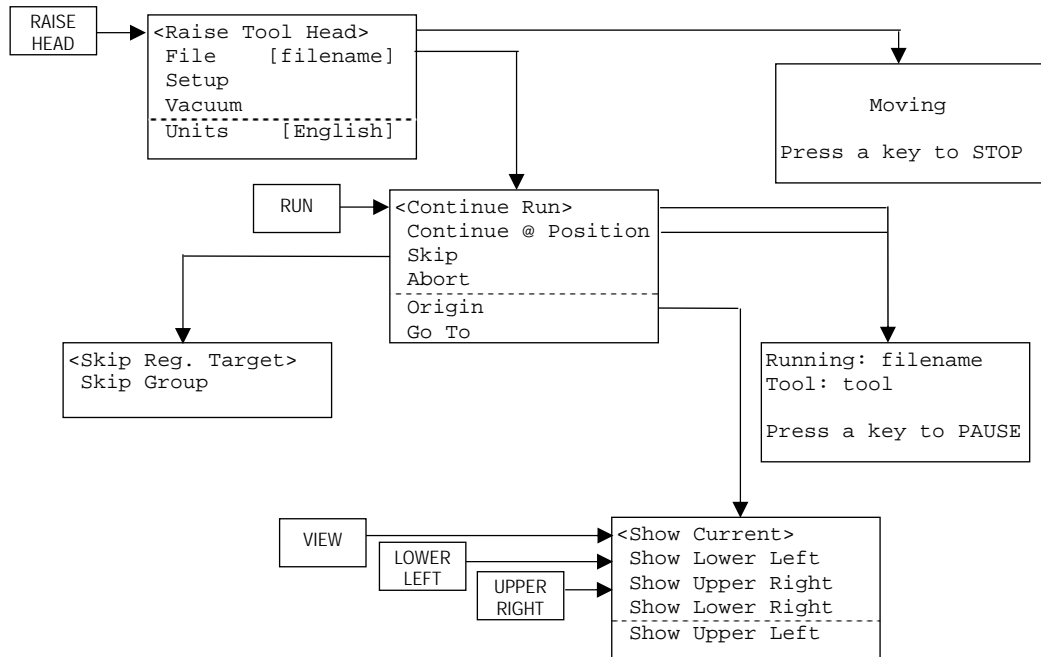 RAISE
HEAD
<Raise Tool Head>
File [filename]
Setup
Vacuum
Units [English]
Moving
Press a key to STOP
RUN
<Continue Run>
Continue @ Position
Skip
Abort
Origin
Go To
<Skip Reg. Target>
Skip Group
Running: filename
Tool: tool
Press a key to PAUSE
VIEW
LOWER
LEFT
UPPER
RIGHT
<Show Current>
Show Lower Left
Show Upper Right
Show Lower Right
Show Upper Left